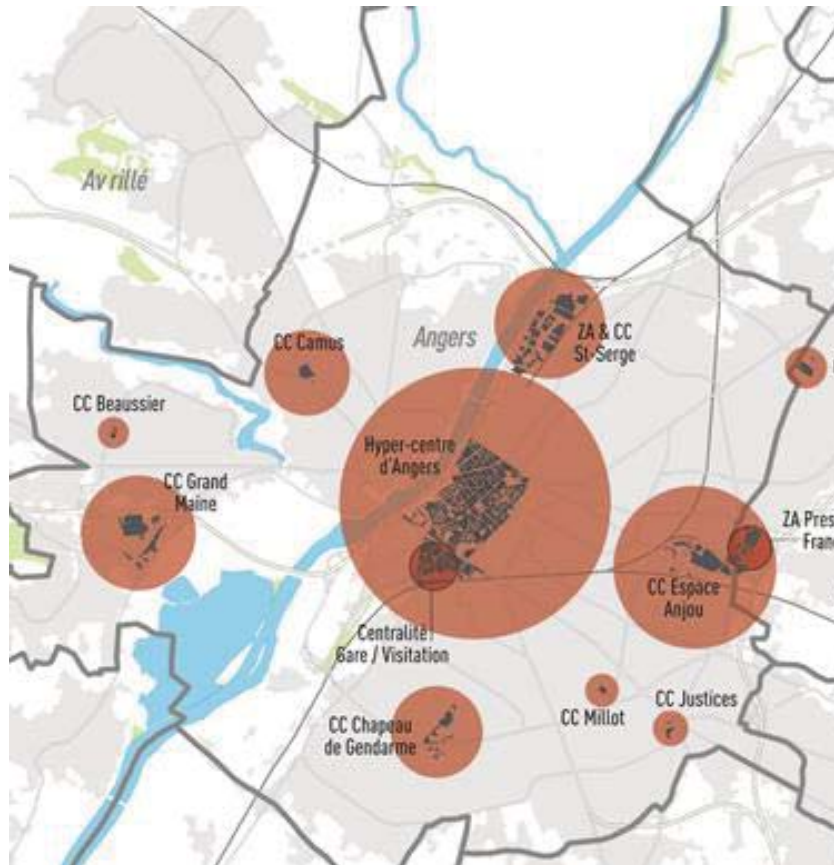 Avrillé
CC Camus
Angers
ZA & CC
St-Serge
CC Beaussier
Hyper-centre
d'Angers
CC Grand
Maine
ZA
CC Espace
Anjou
Centralité
Gare / Visitation
CC Millot
CC Justices
CC Chapeau
de Gendarme